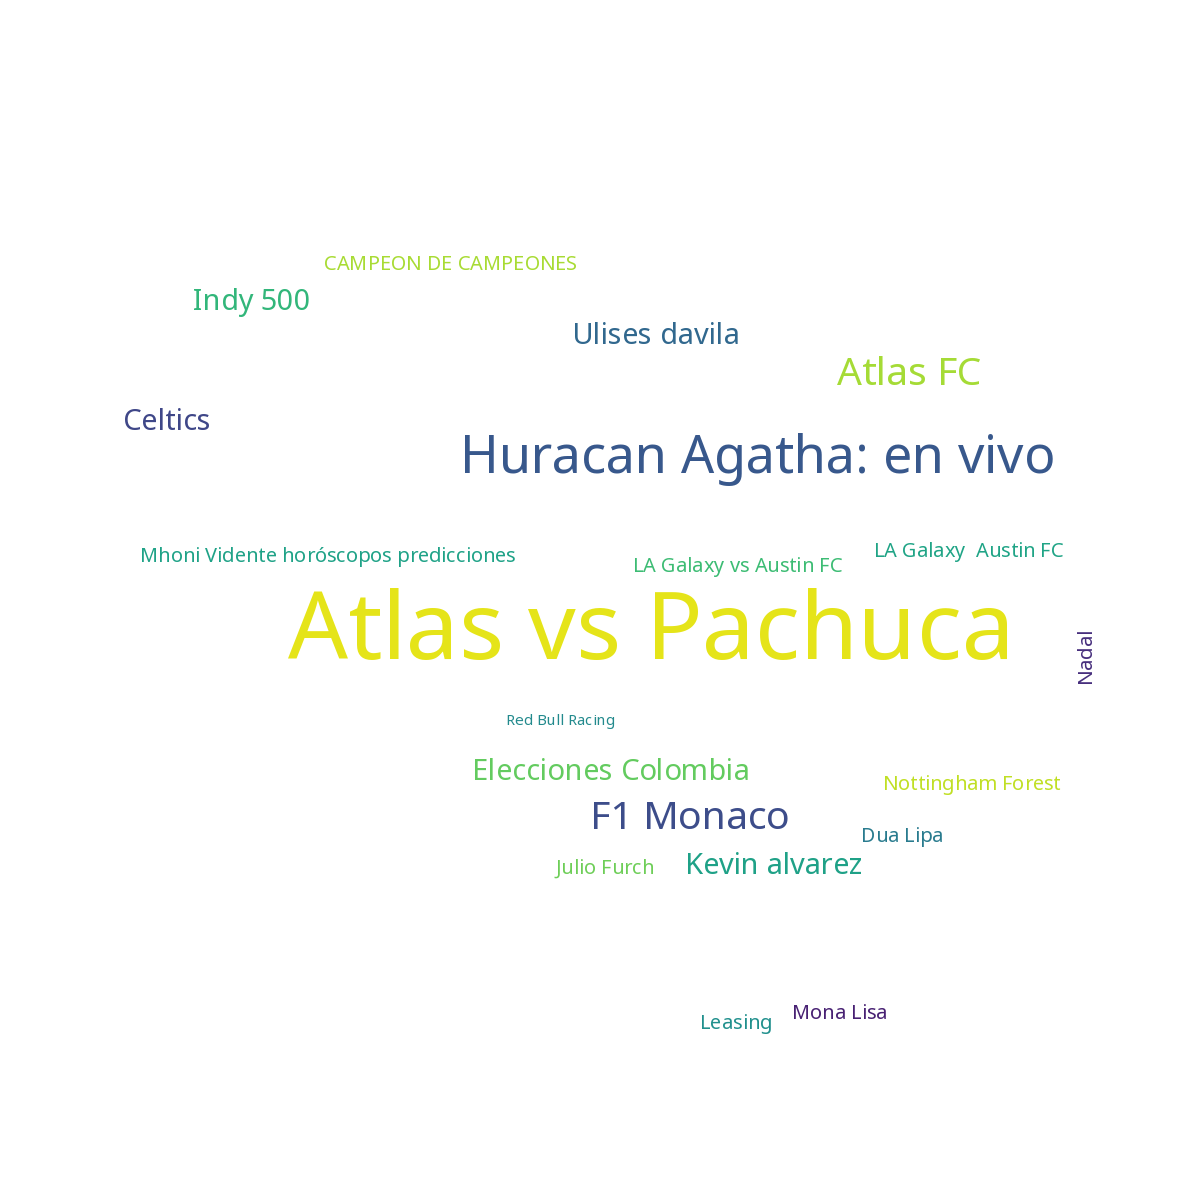 CAMPEON DE CAMPEONES
Indy 500
Ulises davila
Atlas FC
Celtics
Huracan Agatha: en vivo
Mhoni Vidente horóscopos predicciones
LA Galaxy vs Austin FC
LA Galaxy  Austin FC
Atlas vs Pachuca
Nadal
Red Bull Racing
Elecciones Colombia
Nottingham Forest
F1 Monaco
Dua Lipa
Julio Furch
Kevin alvarez
Mona Lisa
Leasing